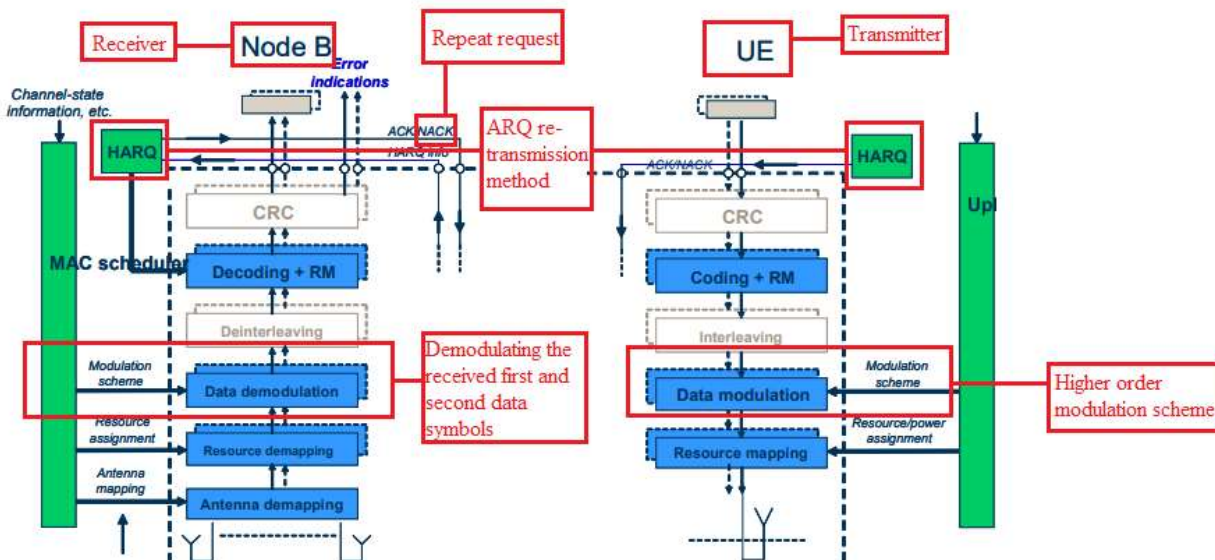 Receiver
Node B
Repeat request
UE
Transmitter
Error
indications
Channel-state
information, etc.
HARQ
ACK/NACK
HARQ info
ARQ re-
transmission
method
ACK/NACK
HARQ
CRC
CRC
Upl
MAC scheduler
Decoding + RM
Coding + RM
Deinterleaving
Interleaving
Modulation
scheme
Data demodulation
Demodulating the
received first and
second data
symbols
Data modulation
Modulation
scheme
Higher order
modulation scheme
Resource
assignment
Resource demapping
Resource mapping
Resource/power
assignment
Antenna
mapping
Antenna demapping